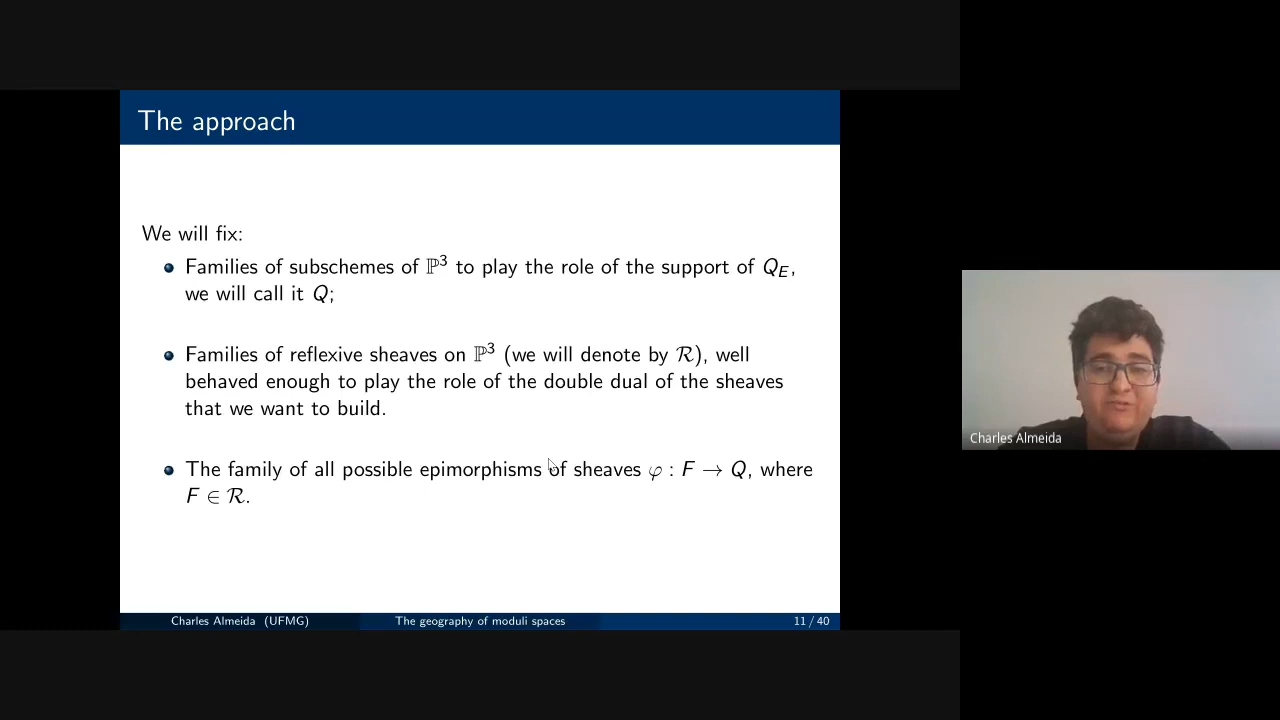 The approach
We will fix:
Families of subschemes of ℙ³ to play the role of the support of Q_E,
we will call it Q;
Families of reflexive sheaves on ℙ³ (we will denote by ℛ), well
behaved enough to play the role of the double dual of the sheaves
that we want to build.
The family of all possible epimorphisms of sheaves φ : F → Q, where
F ∈ ℛ.
Charles Almeida
Charles Almeida (UFMG) The geography of moduli spaces 11 / 40